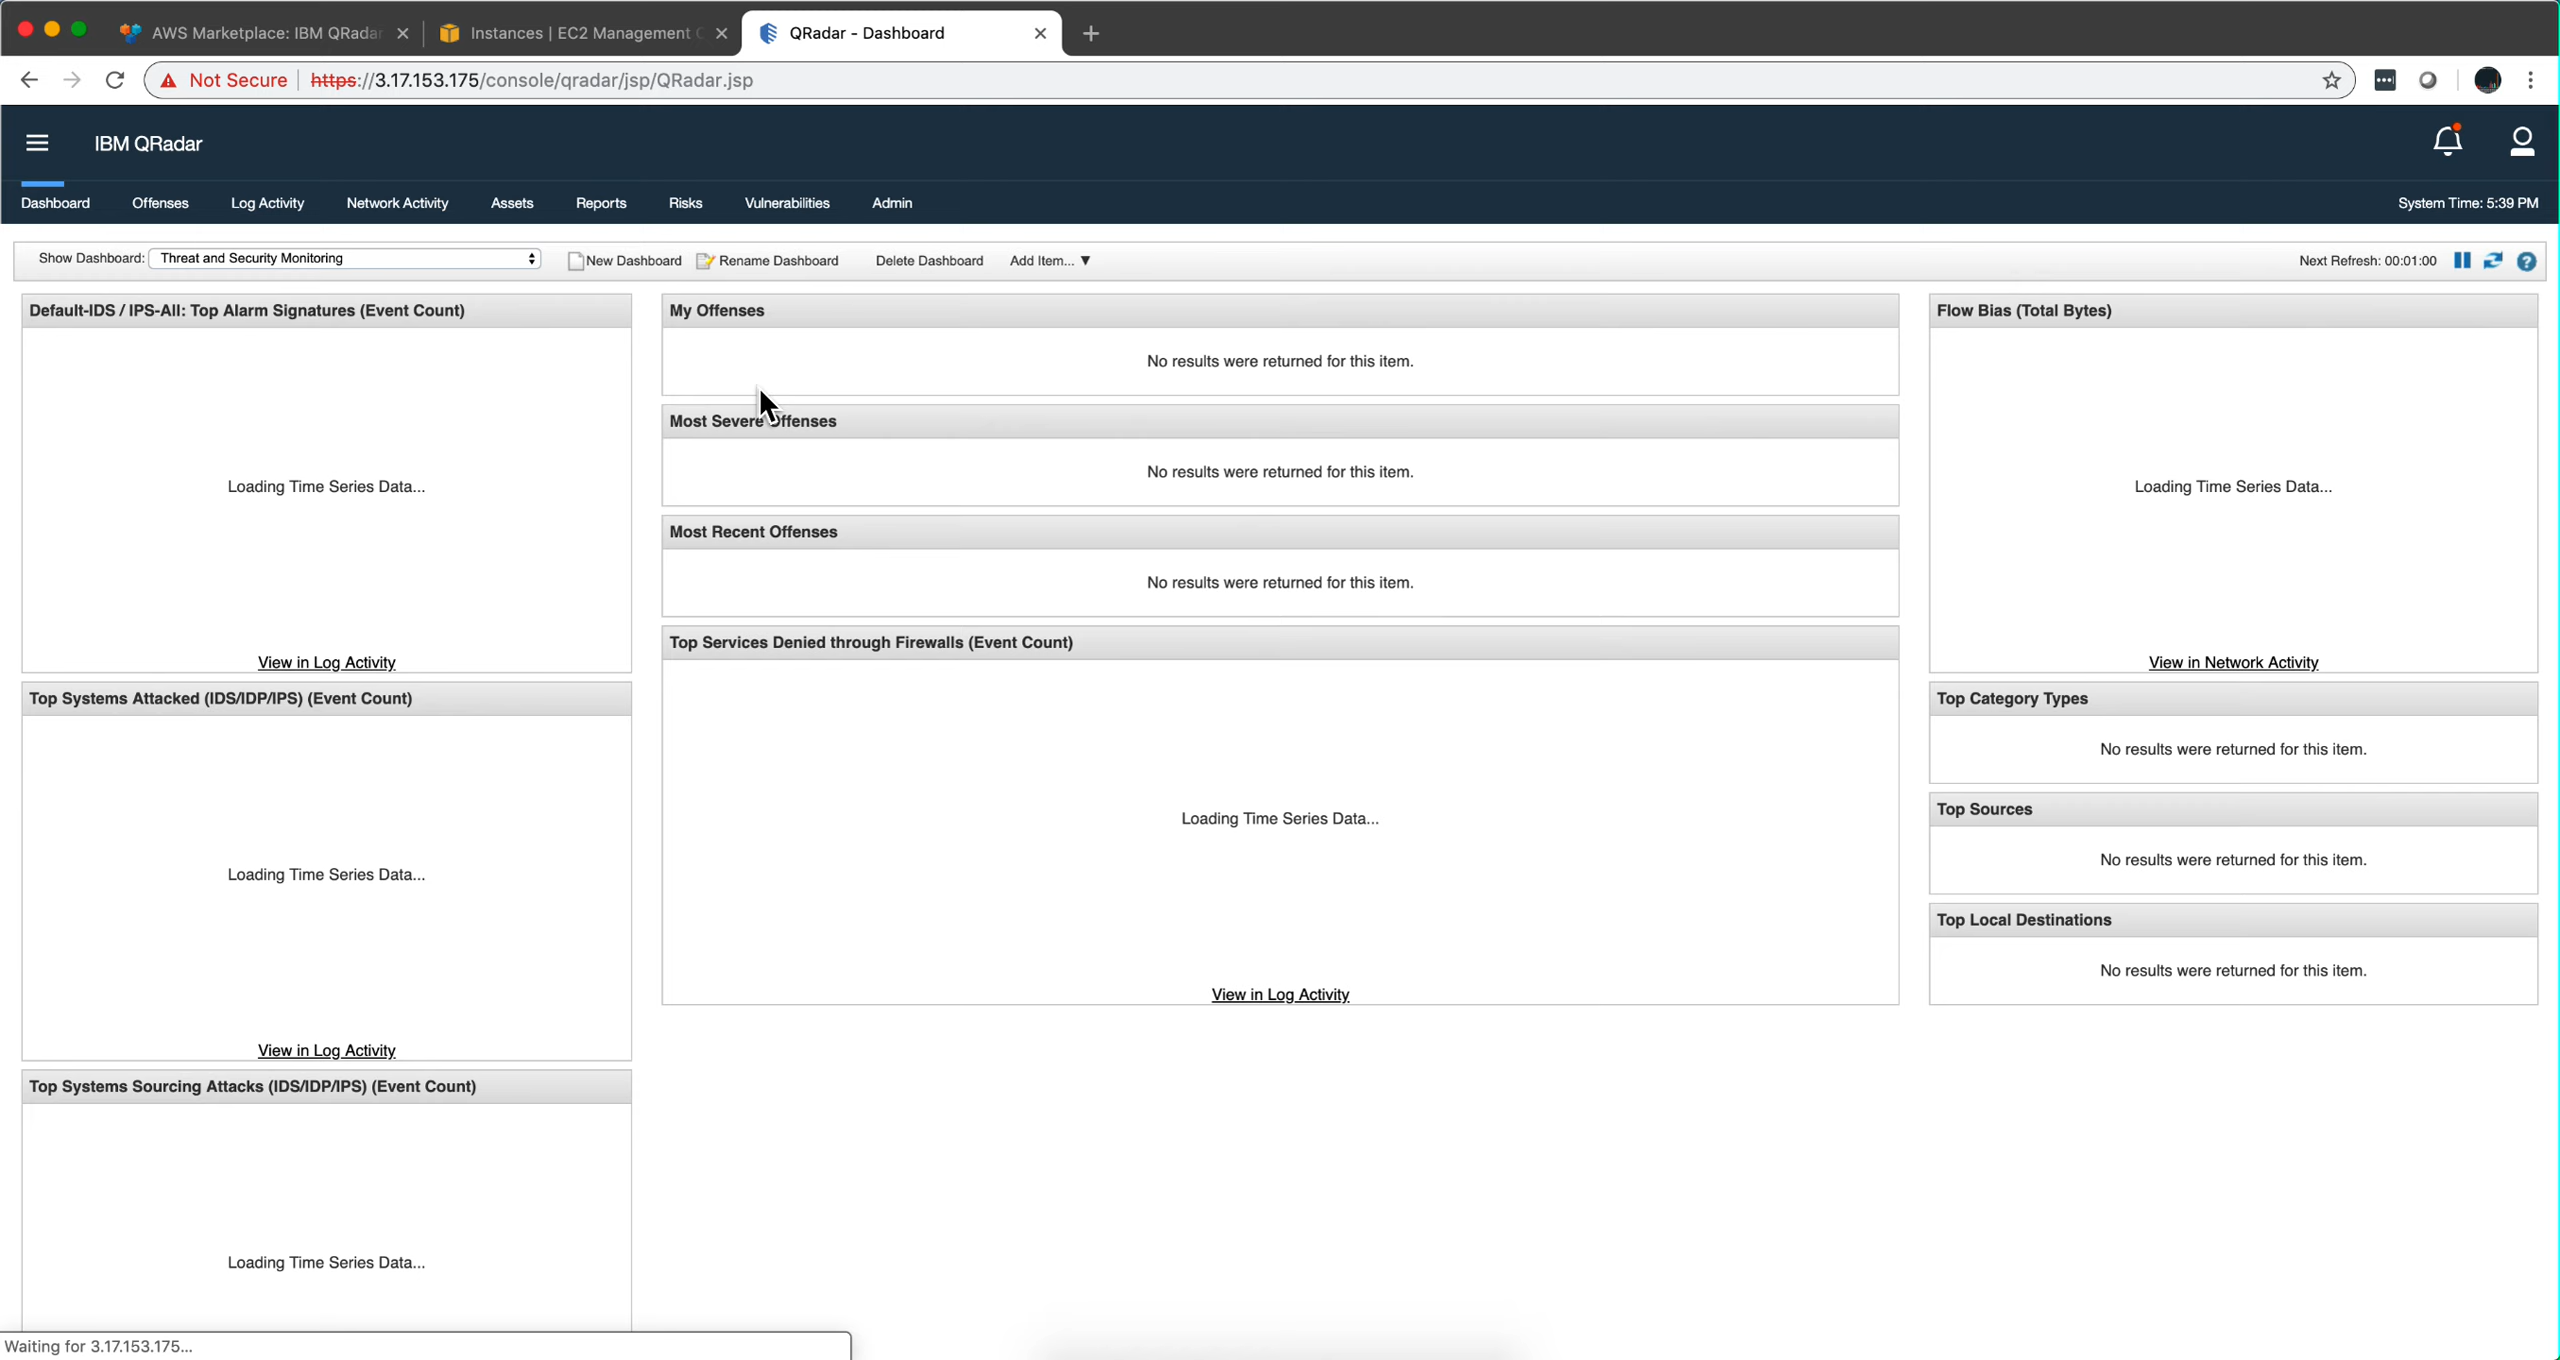 AWS Marketplace: IBM QRadar
Instances | EC2 Management C
QRadar - Dashboard
Not Secure
https://3.17.153.175/console/qradar/jsp/QRadar.jsp
IBM QRadar
Dashboard Offenses Log Activity Network Activity Assets Reports Risks Vulnerabilities Admin System Time: 5:39 PM
Show Dashboard: Threat and Security Monitoring New Dashboard Rename Dashboard Delete Dashboard Add Item... ▼ Next Refresh: 00:01:00
Default-IDS / IPS-All: Top Alarm Signatures (Event Count)
Loading Time Series Data...
View in Log Activity
Top Systems Attacked (IDS/IDP/IPS) (Event Count)
Loading Time Series Data...
View in Log Activity
Top Systems Sourcing Attacks (IDS/IDP/IPS) (Event Count)
Loading Time Series Data...
My Offenses
No results were returned for this item.
Most Severe Offenses
No results were returned for this item.
Most Recent Offenses
No results were returned for this item.
Top Services Denied through Firewalls (Event Count)
Loading Time Series Data...
View in Log Activity
Flow Bias (Total Bytes)
Loading Time Series Data...
View in Network Activity
Top Category Types
No results were returned for this item.
Top Sources
No results were returned for this item.
Top Local Destinations
No results were returned for this item.
Waiting for 3.17.153.175...